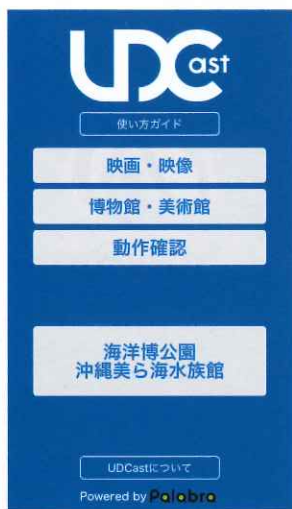 UDCast
使い方ガイド
映画・映像
博物館・美術館
動作確認
海洋博公園
沖縄美ら海水族館
UDCastについて
Powered by Palabra